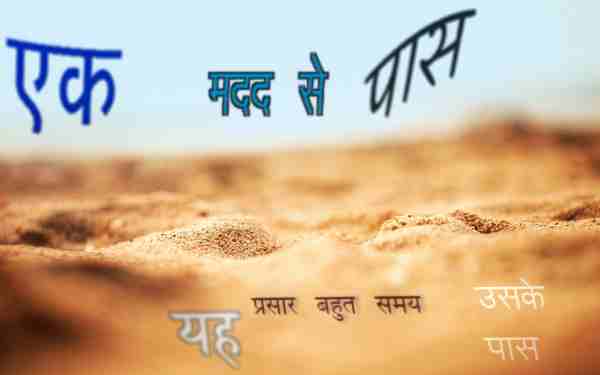 एक
मदद से
पास
यह
प्रसार बहुत समय
उसके
पास